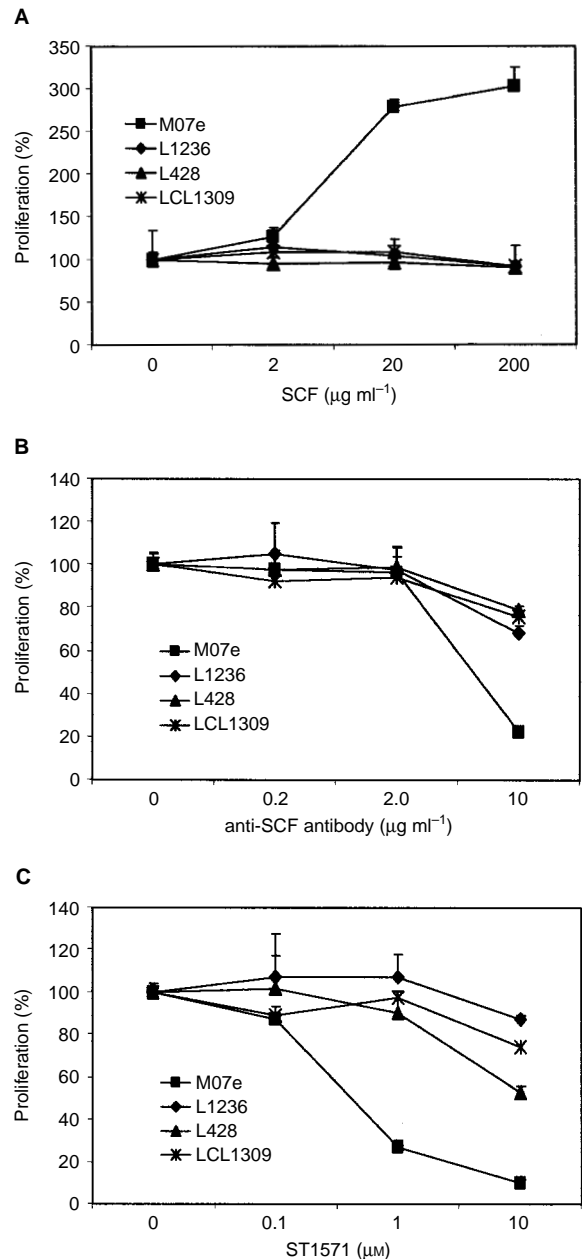 A
350
300
250
200
150
100
50
0
Proliferation (%)
M07e
L1236
L428
LCL1309
0 2 20 200
SCF (μg ml⁻¹)
B
140
120
100
80
60
40
20
0
Proliferation (%)
M07e
L1236
L428
LCL1309
0 0.2 2.0 10
anti-SCF antibody (μg ml⁻¹)
C
140
120
100
80
60
40
20
0
Proliferation (%)
M07e
L1236
L428
LCL1309
0 0.1 1 10
ST1571 (μM)